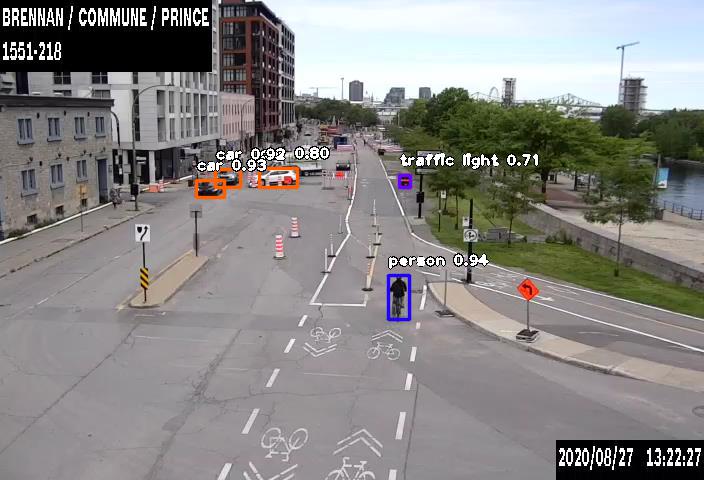 BRENNAN / COMMUNE / PRINCE
1551-218
car 0.92
0.80
car 0.93
traffic light 0.71
person 0.94
2020/08/27 13:22:27